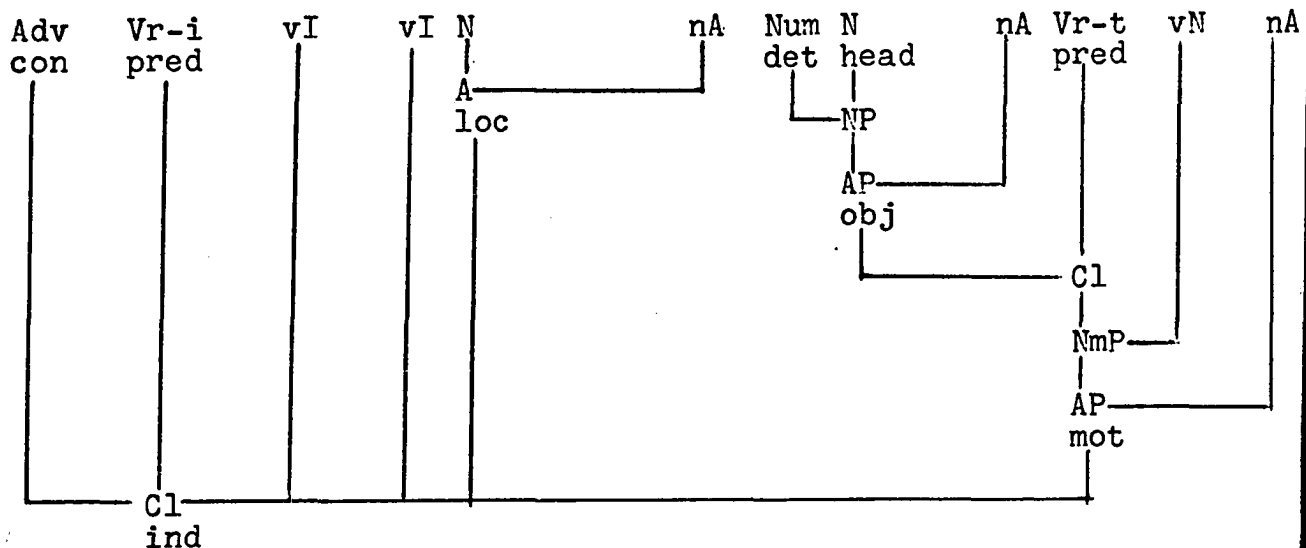 Adv Vr-i vI vI N nA Num N nA Vr-t vN nA
con pred det head pred
A
loc
NP
AP
obj
Cl
NmP
AP
mot
Cl
ind